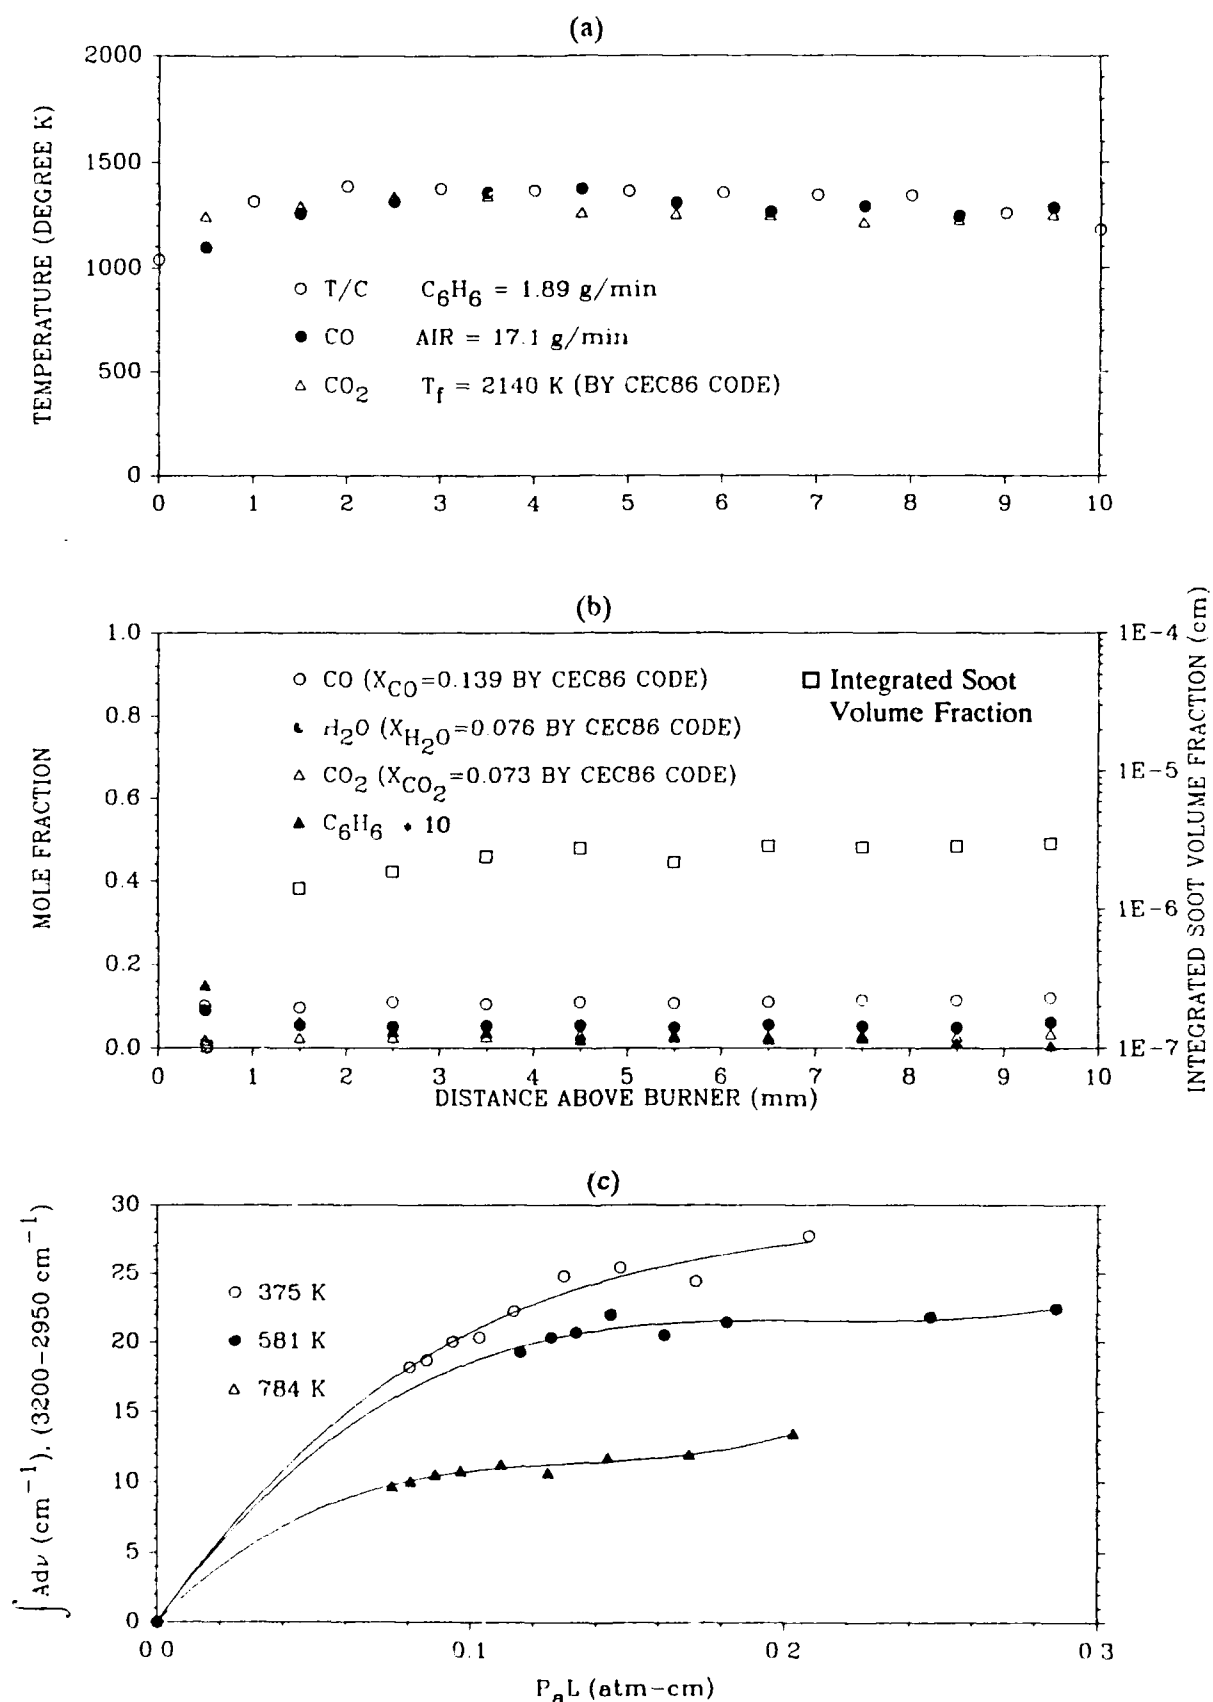 (a)
TEMPERATURE (DEGREE K)
2000
1500
1000
500
0
○ T/C C6H6 = 1.89 g/min
● CO AIR = 17.1 g/min
△ CO2 Tf = 2140 K (BY CEC86 CODE)
0 1 2 3 4 5 6 7 8 9 10
(b)
MOLE FRACTION
1.0
0.8
0.6
0.4
0.2
0.0
○ CO (XCO=0.139 BY CEC86 CODE)
● H2O (XH2O=0.076 BY CEC86 CODE)
△ CO2 (XCO2=0.073 BY CEC86 CODE)
▲ C6H6 * 10
□ Integrated Soot
Volume Fraction
1E-4
1E-5
1E-6
1E-7
INTEGRATED SOOT VOLUME FRACTION (cm)
0 1 2 3 4 5 6 7 8 9 10
DISTANCE ABOVE BURNER (mm)
(c)
∫Adν (cm−1), (3200-2950 cm−1)
30
25
20
15
10
5
0
○ 375 K
● 581 K
△ 784 K
0 0 0.1 0 2 0 3
PaL (atm-cm)